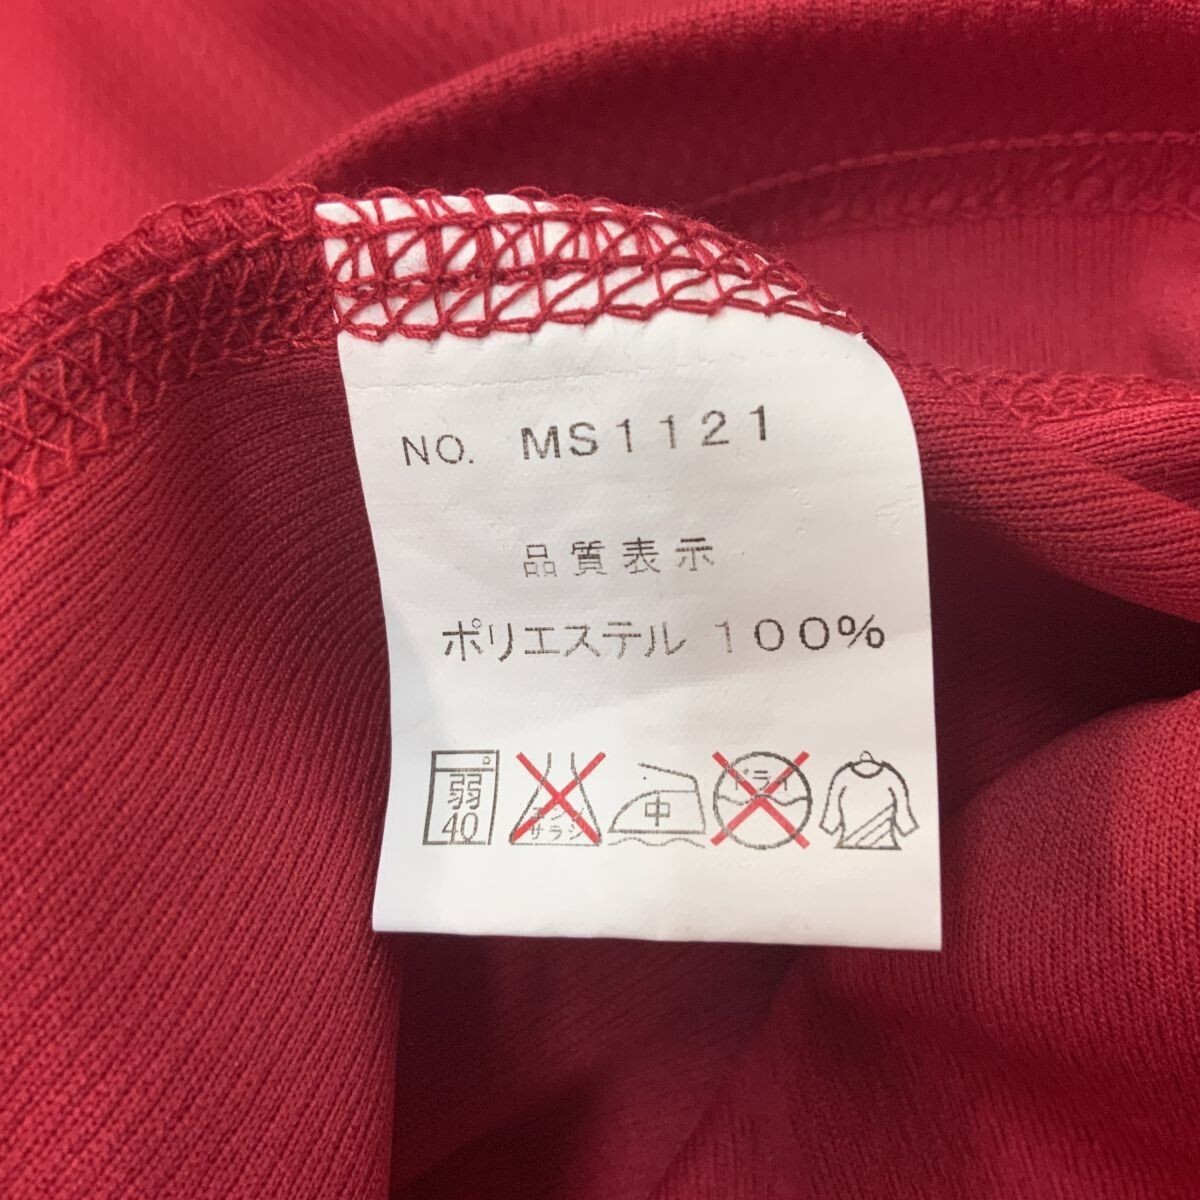 NO. MS1121
品質表示
ポリエステル 100%
弱 エンソ 中 ドライ
40 サラシ